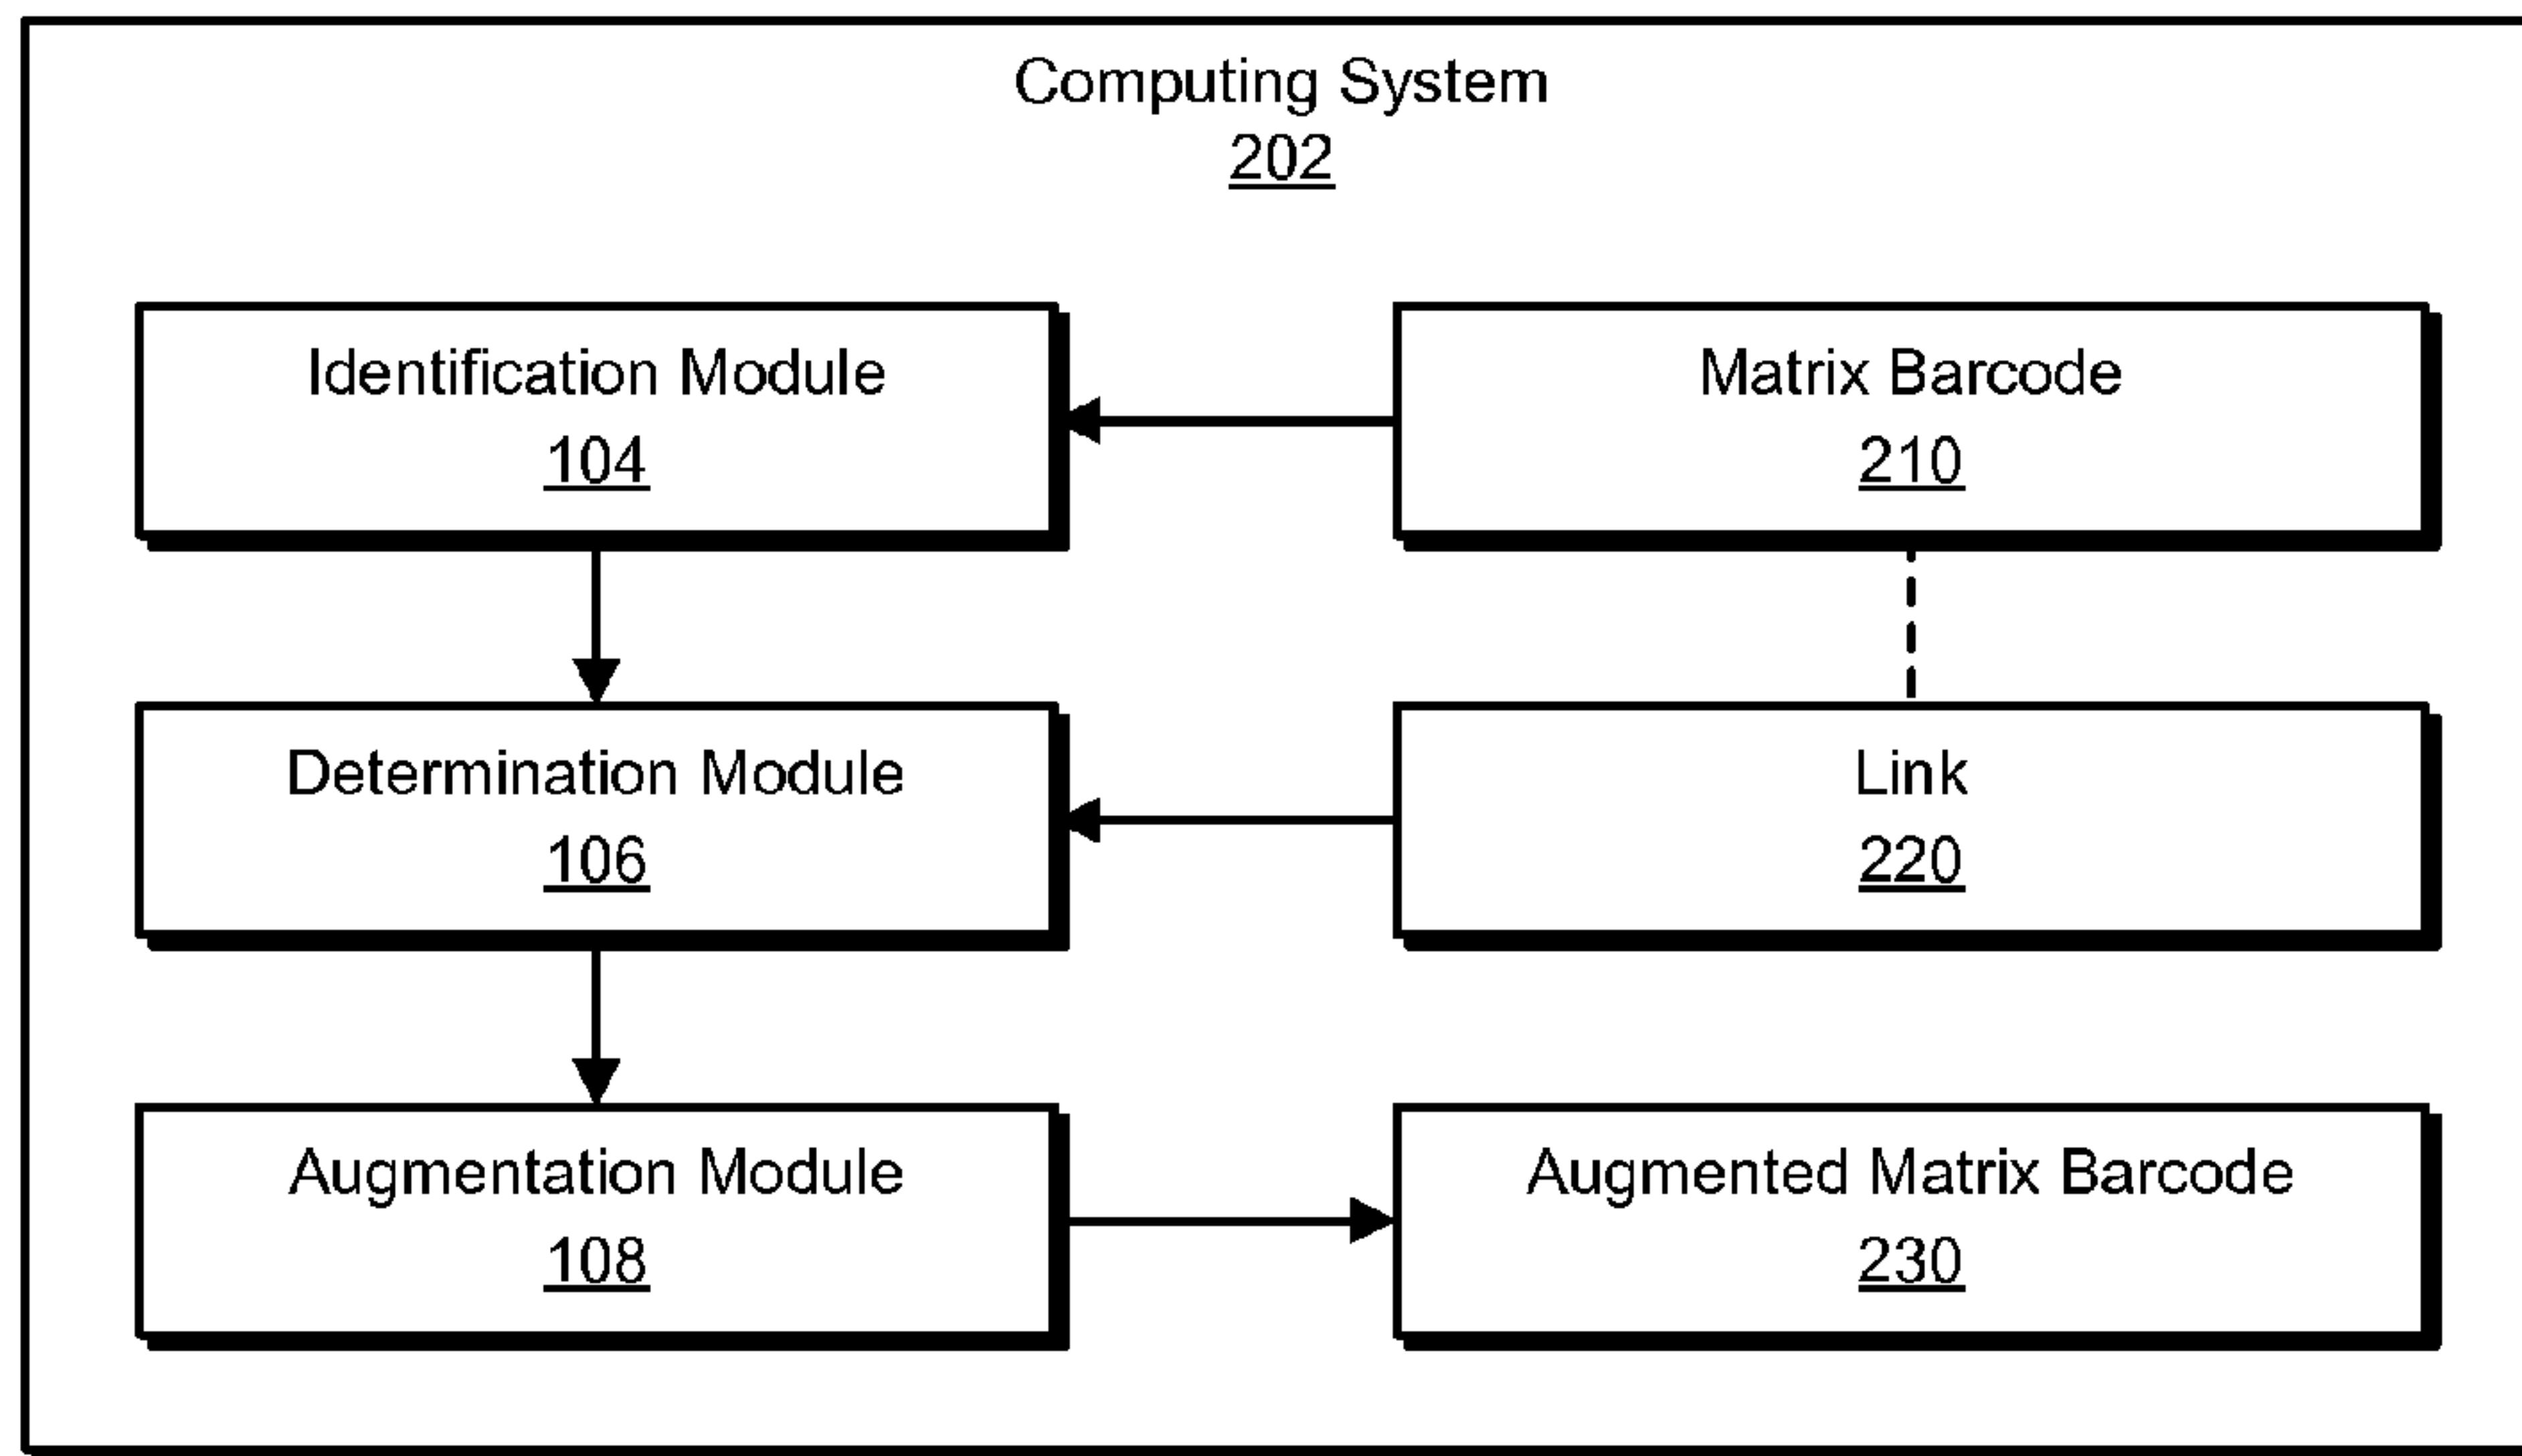 Computing System
202
Identification Module
104
Matrix Barcode
210
Determination Module
106
Link
220
Augmentation Module
108
Augmented Matrix Barcode
230